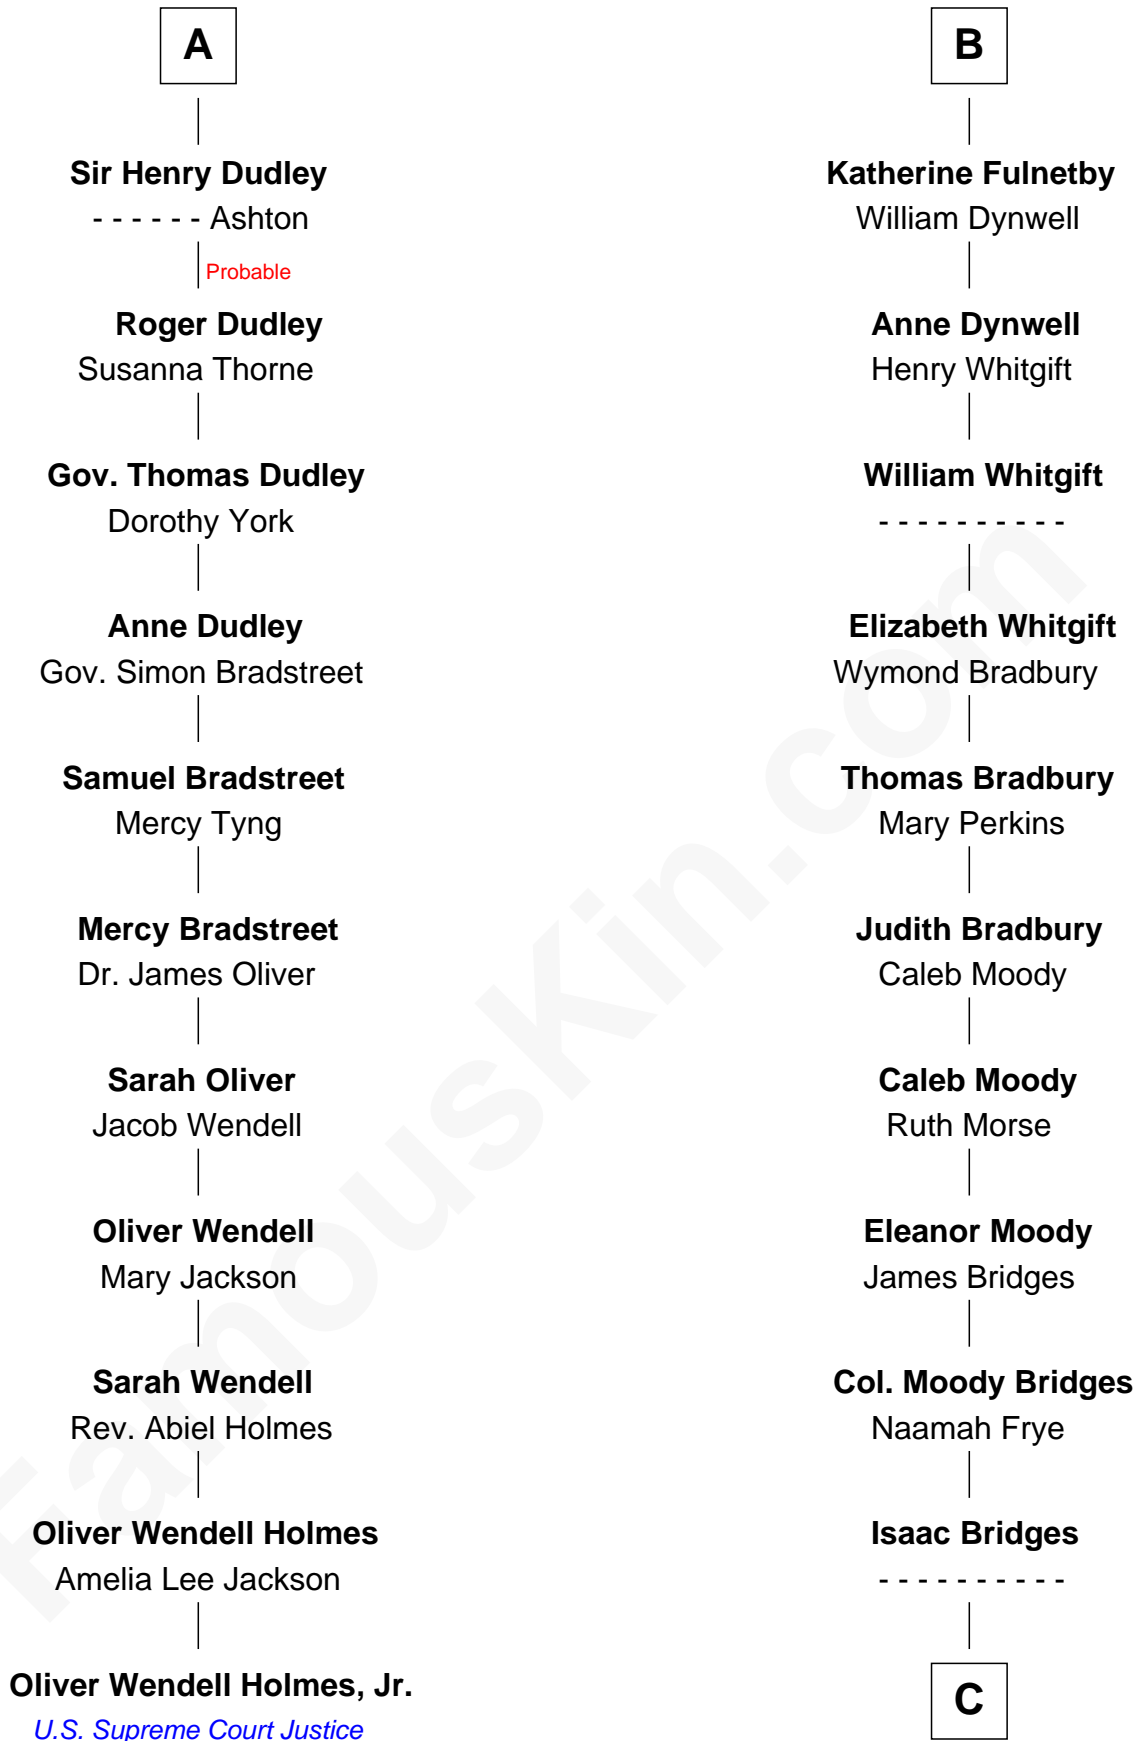 A
Sir Henry Dudley
- - - - - - Ashton
Probable
Roger Dudley
Susanna Thorne
Gov. Thomas Dudley
Dorothy York
Anne Dudley
Gov. Simon Bradstreet
Samuel Bradstreet
Mercy Tyng
Mercy Bradstreet
Dr. James Oliver
Sarah Oliver
Jacob Wendell
Oliver Wendell
Mary Jackson
Sarah Wendell
Rev. Abiel Holmes
Oliver Wendell Holmes
Amelia Lee Jackson
Oliver Wendell Holmes, Jr.
U.S. Supreme Court Justice
B
Katherine Fulnetby
William Dynwell
Anne Dynwell
Henry Whitgift
William Whitgift
- - - - - - - - - -
Elizabeth Whitgift
Wymond Bradbury
Thomas Bradbury
Mary Perkins
Judith Bradbury
Caleb Moody
Caleb Moody
Ruth Morse
Eleanor Moody
James Bridges
Col. Moody Bridges
Naamah Frye
Isaac Bridges
- - - - - - - - - -
C
FamousKin.com